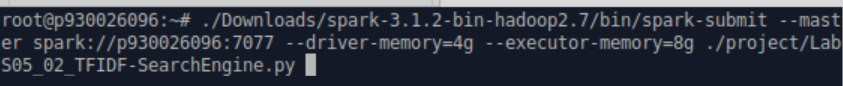 root@p930026096:~# ./Downloads/spark-3.1.2-bin-hadoop2.7/bin/spark-submit --mast
er spark://p930026096:7077 --driver-memory=4g --executor-memory=8g ./project/Lab
S05_02_TFIDF-SearchEngine.py